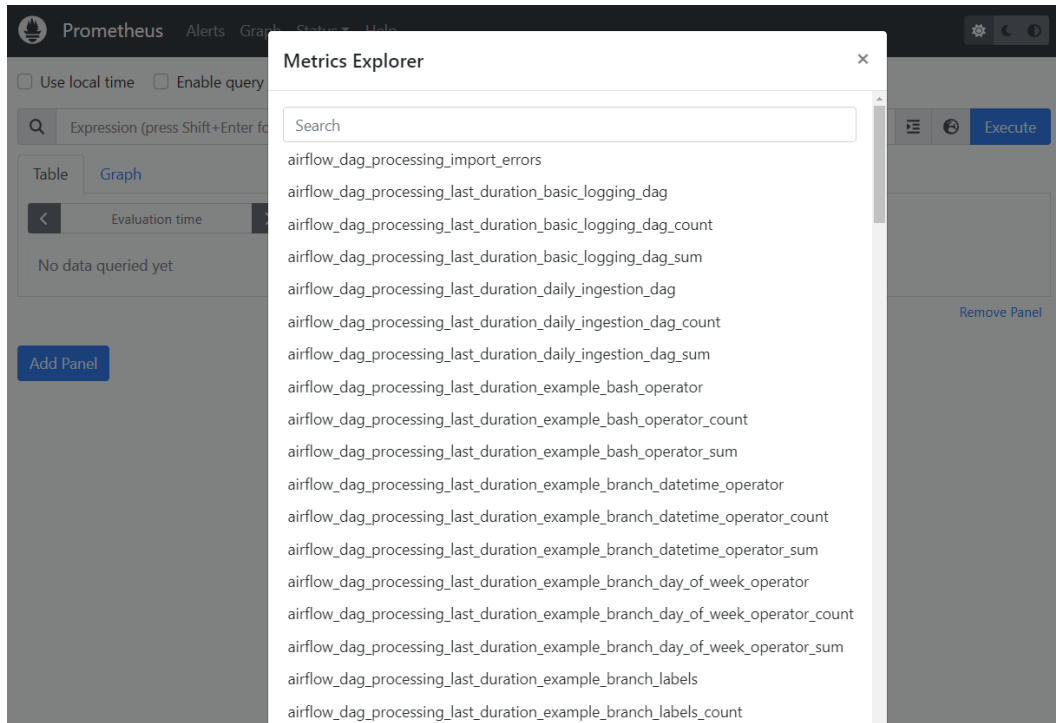 Prometheus Alerts Graph Status Help
Metrics Explorer ×
Use local time Enable query
Expression (press Shift+Enter fo
Execute
Search
Table Graph
Evaluation time
No data queried yet
Remove Panel
Add Panel
airflow_dag_processing_import_errors
airflow_dag_processing_last_duration_basic_logging_dag
airflow_dag_processing_last_duration_basic_logging_dag_count
airflow_dag_processing_last_duration_basic_logging_dag_sum
airflow_dag_processing_last_duration_daily_ingestion_dag
airflow_dag_processing_last_duration_daily_ingestion_dag_count
airflow_dag_processing_last_duration_daily_ingestion_dag_sum
airflow_dag_processing_last_duration_example_bash_operator
airflow_dag_processing_last_duration_example_bash_operator_count
airflow_dag_processing_last_duration_example_bash_operator_sum
airflow_dag_processing_last_duration_example_branch_datetime_operator
airflow_dag_processing_last_duration_example_branch_datetime_operator_count
airflow_dag_processing_last_duration_example_branch_datetime_operator_sum
airflow_dag_processing_last_duration_example_branch_day_of_week_operator
airflow_dag_processing_last_duration_example_branch_day_of_week_operator_count
airflow_dag_processing_last_duration_example_branch_day_of_week_operator_sum
airflow_dag_processing_last_duration_example_branch_labels
airflow_dag_processing_last_duration_example_branch_labels_count